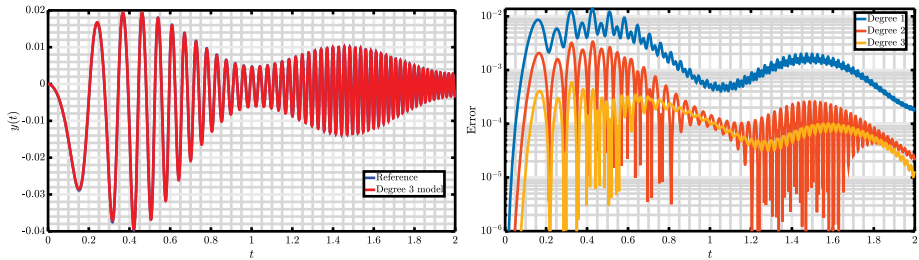 0.02
0.01
0
-0.01
-0.02
-0.03
-0.04
y(t)
0 0.2 0.4 0.6 0.8 1 1.2 1.4 1.6 1.8 2
t
Reference
Degree 3 model
10^-2
10^-3
10^-4
10^-5
10^-6
Error
0 0.2 0.4 0.6 0.8 1 1.2 1.4 1.6 1.8 2
t
Degree 1
Degree 2
Degree 3